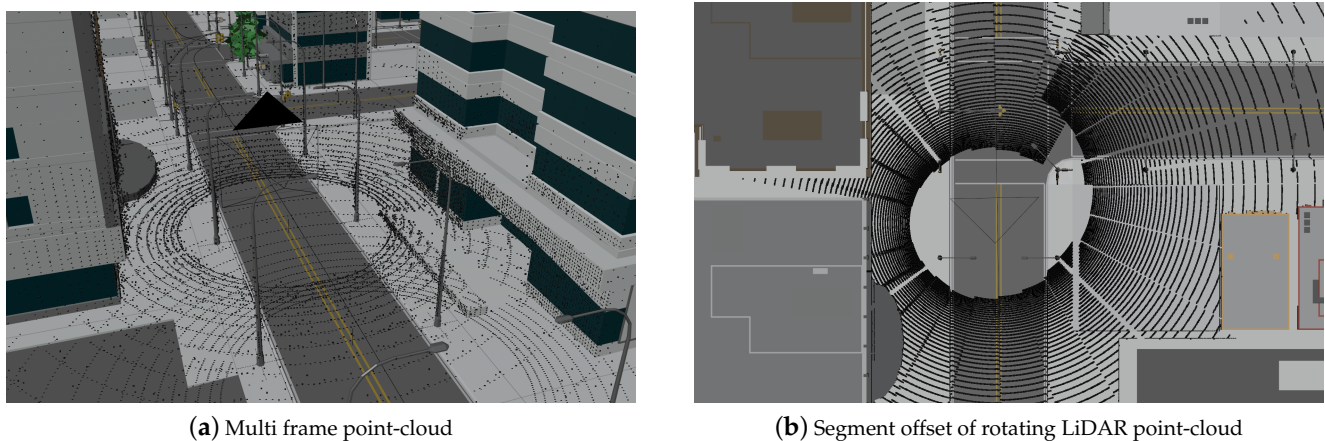 (a) Multi frame point-cloud
(b) Segment offset of rotating LiDAR point-cloud